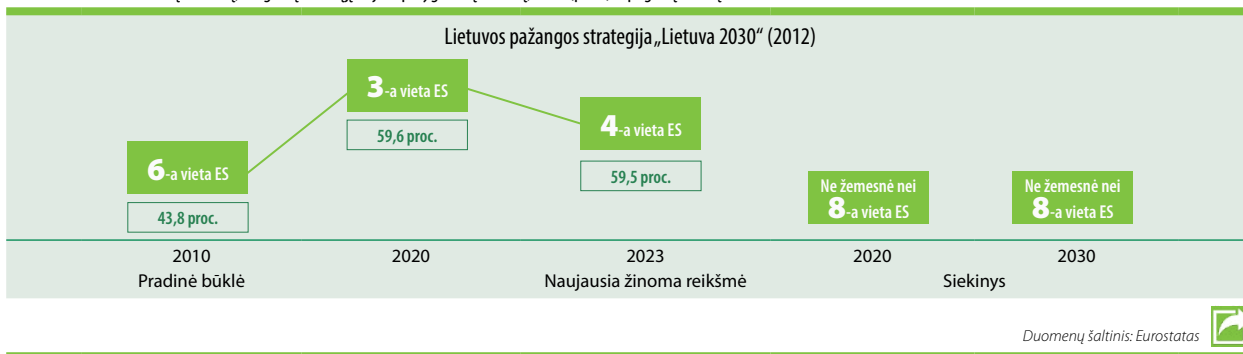 Lietuvos pažangos strategija „Lietuva 2030“ (2012)
3-a vieta ES
59,6 proc.
4-a vieta ES
59,5 proc.
6-a vieta ES
43,8 proc.
Ne žemesnė nei
8-a vieta ES
Ne žemesnė nei
8-a vieta ES
2010 2020 2023 2020 2030
Pradinė būklė Naujausia žinoma reikšmė Siekinys
Duomenų šaltinis: Eurostatas